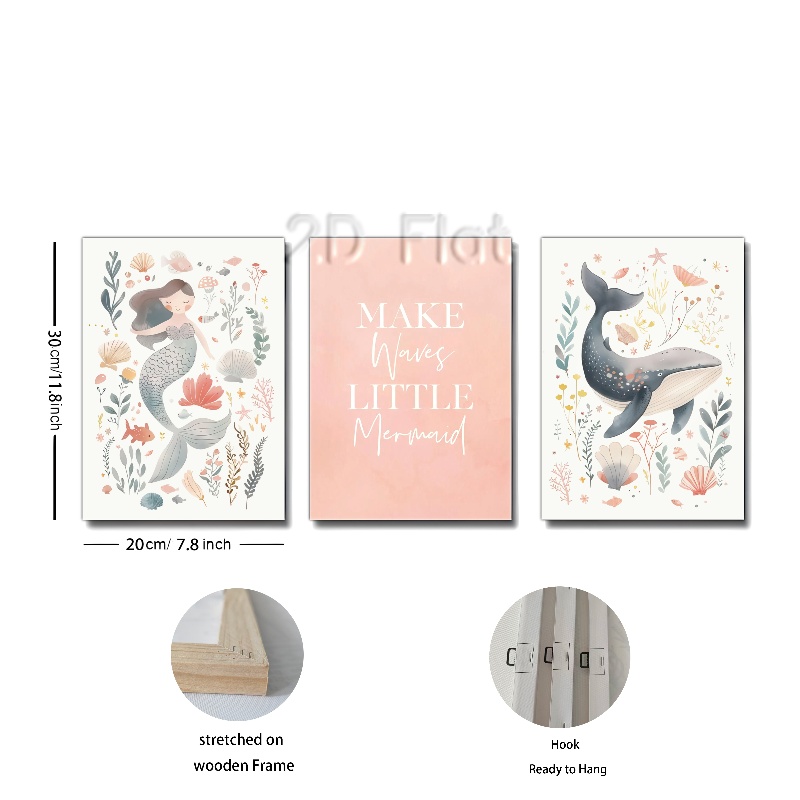 2D Flat
MAKE
Waves
LITTLE
Mermaid
30cm/11.8inch
20cm/ 7.8 inch
stretched on
wooden Frame
Hook
Ready to Hang